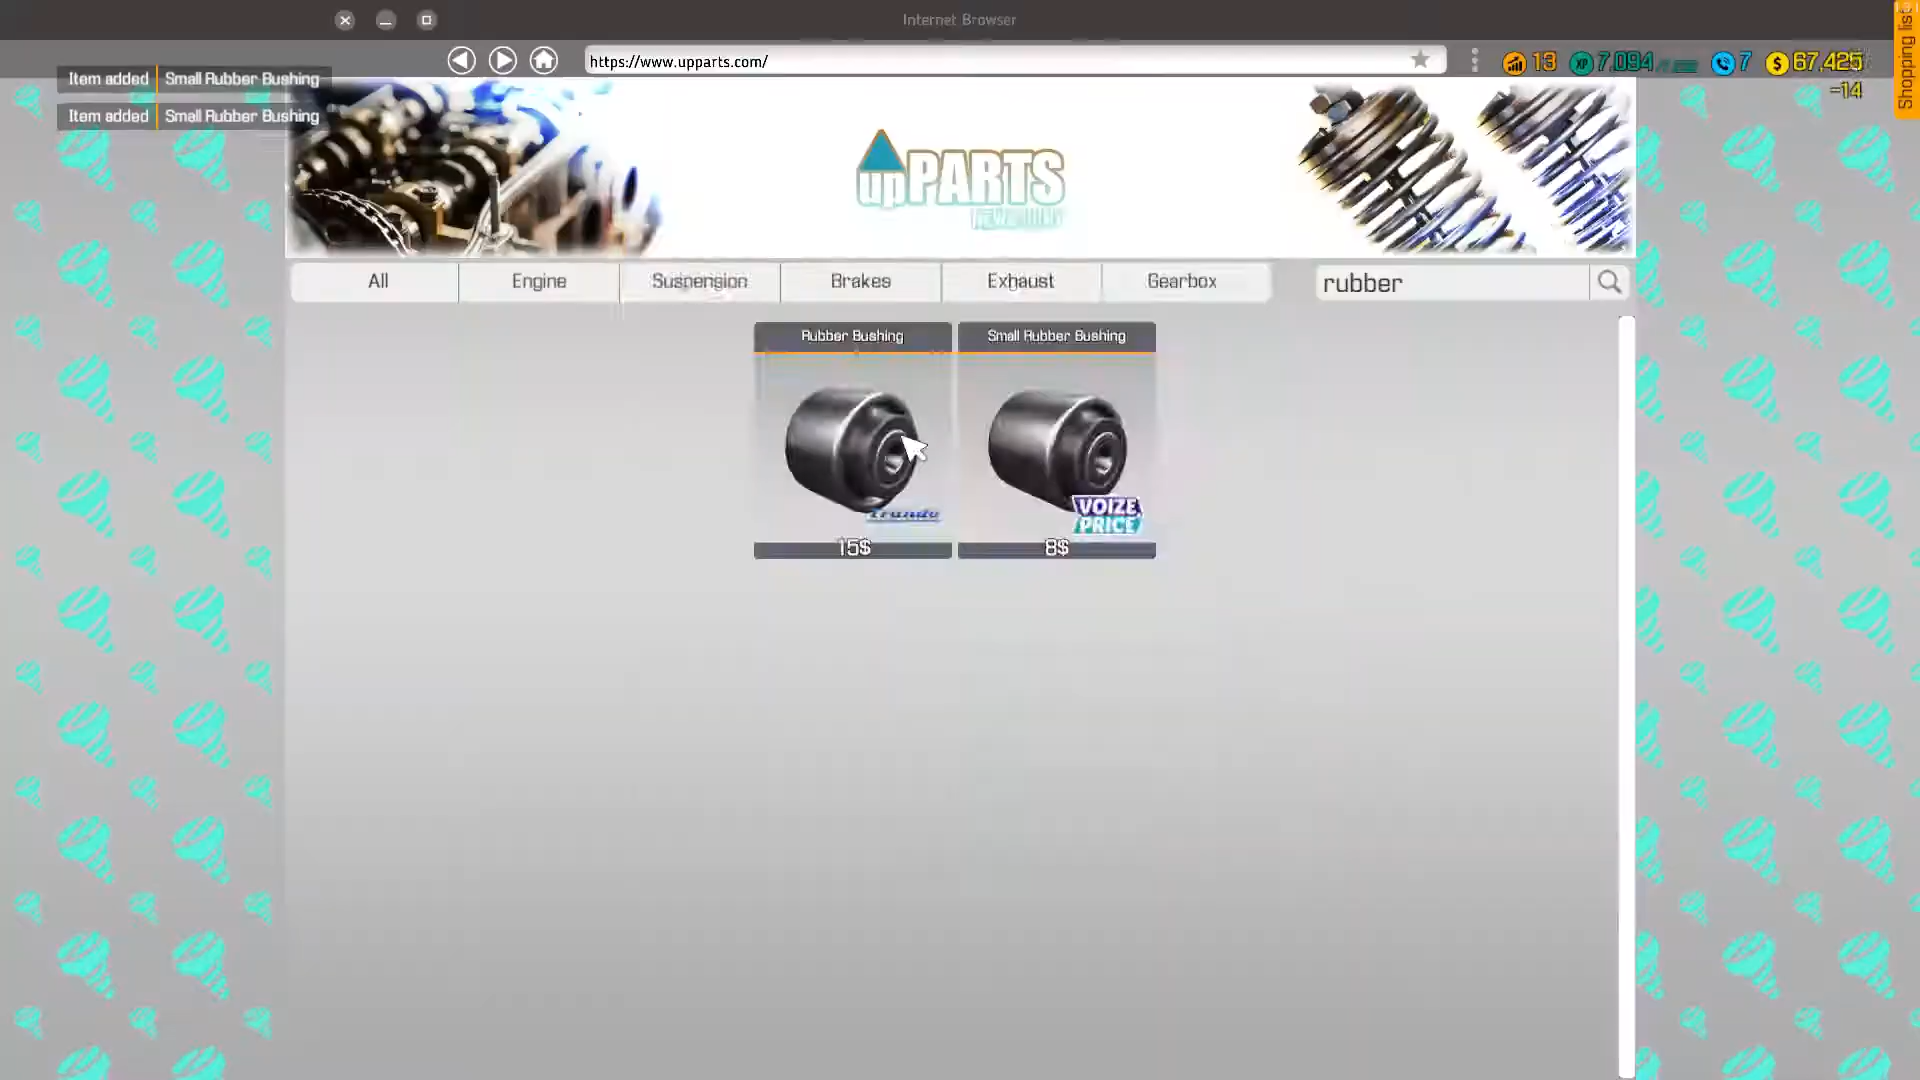 Internet Browser
https://www.upparts.com/
13
XP 7,094
7
$ 67,425
-14
Shopping list
Item added Small Rubber Bushing
Item added Small Rubber Bushing
upPARTS
All Engine Suspension Brakes Exhaust Gearbox
rubber
Rubber Bushing
Small Rubber Bushing
VOIZE
PRICE
15$
8$